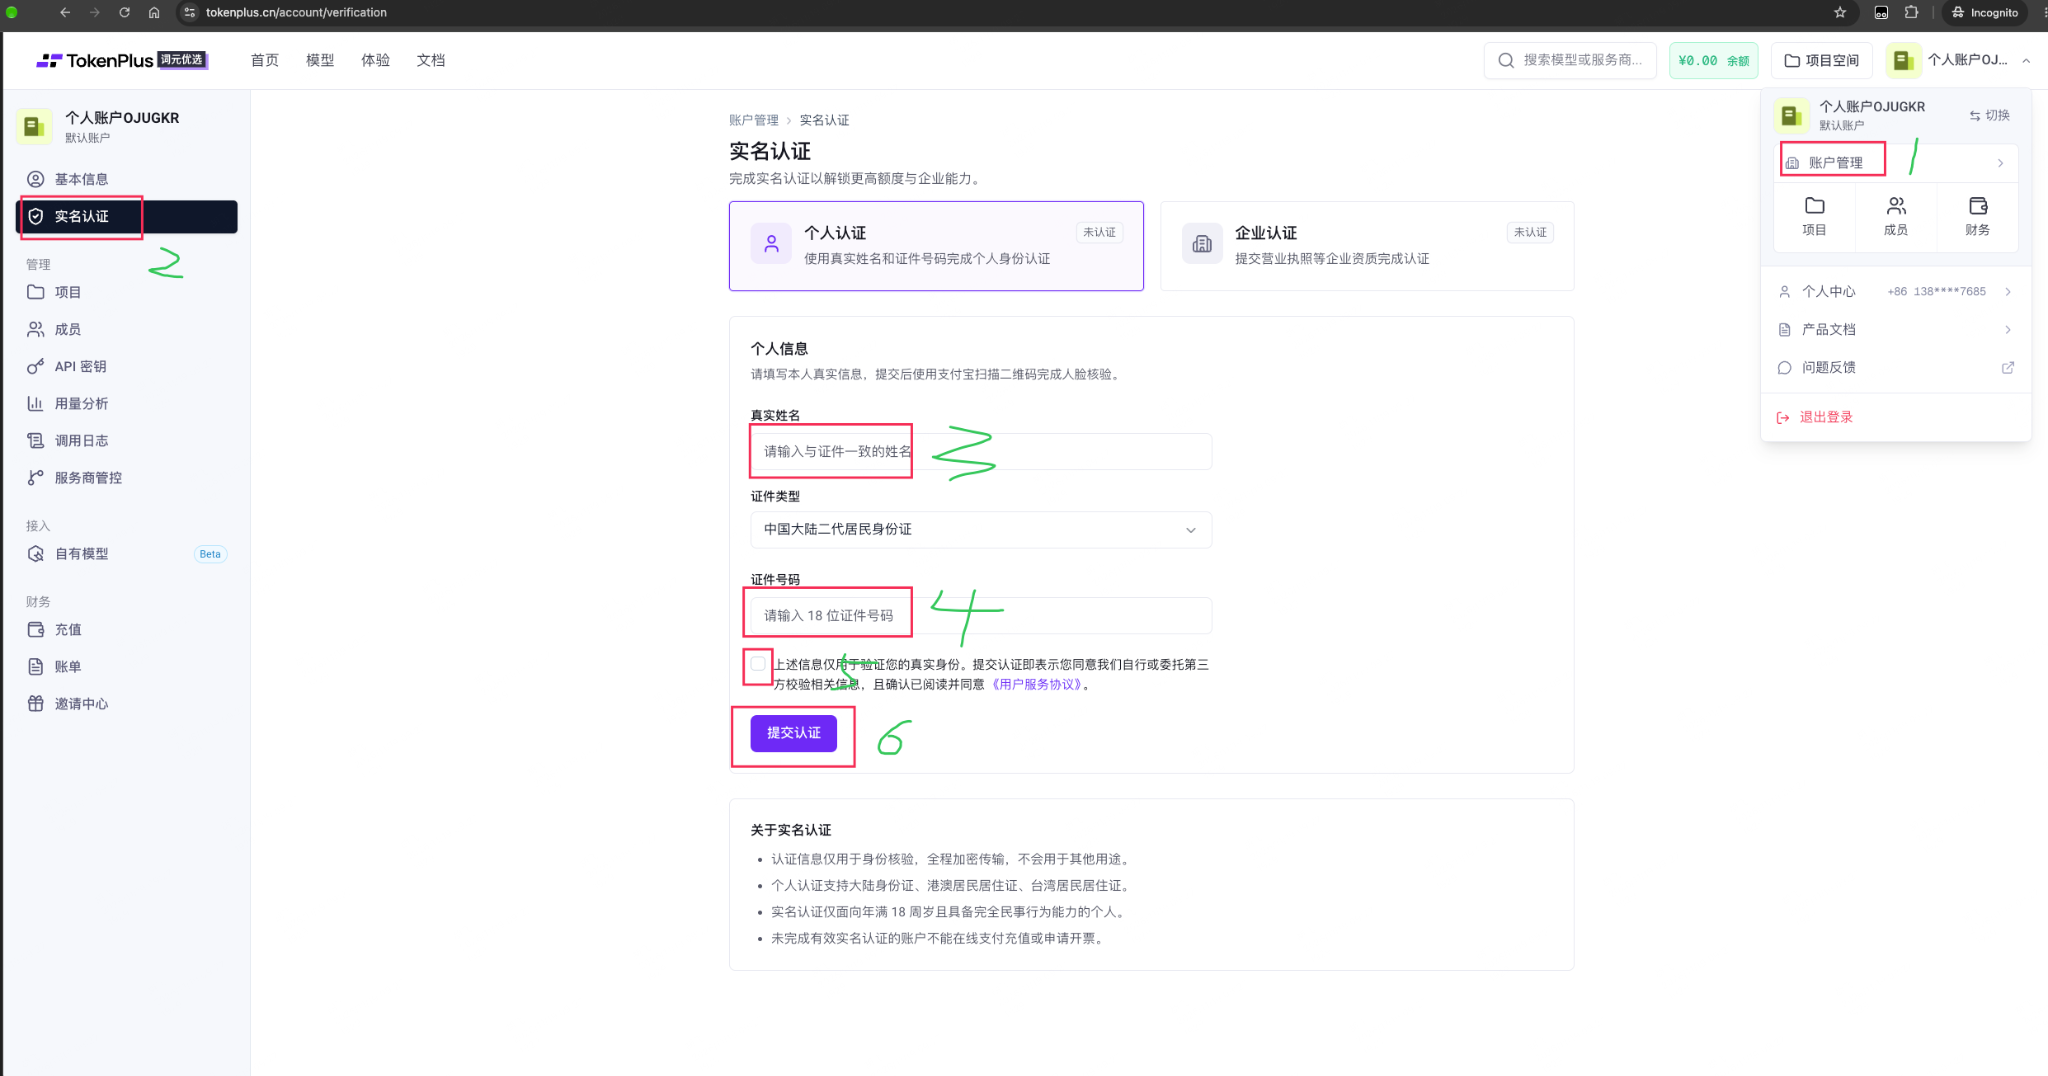 tokenplus.cn/account/verification
Incognito
TokenPlus 词元优选
首页 模型 体验 文档
搜索模型或服务商...
¥0.00 余额
项目空间
个人账户OJ...
个人账户OJUGKR
默认账户
基本信息
实名认证
2
管理
项目
成员
API 密钥
用量分析
调用日志
服务商管控
接入
自有模型 Beta
财务
充值
账单
邀请中心
账户管理 > 实名认证
实名认证
完成实名认证以解锁更高额度与企业能力。
个人认证 未认证
使用真实姓名和证件号码完成个人身份认证
企业认证 未认证
提交营业执照等企业资质完成认证
个人信息
请填写本人真实信息，提交后使用支付宝扫描二维码完成人脸核验。
真实姓名
请输入与证件一致的姓名
3
证件类型
中国大陆二代居民身份证
证件号码
请输入 18 位证件号码
4
上述信息仅用于验证您的真实身份。提交认证即表示您同意我们自行或委托第三
方校验相关信息，且确认已阅读并同意《用户服务协议》。
5
提交认证
6
关于实名认证
• 认证信息仅用于身份核验，全程加密传输，不会用于其他用途。
• 个人认证支持大陆身份证、港澳居民居住证、台湾居民居住证。
• 实名认证仅面向年满 18 周岁且具备完全民事行为能力的个人。
• 未完成有效实名认证的账户不能在线支付充值或申请开票。
个人账户OJUGKR
默认账户
切换
账户管理
1
项目 成员 财务
个人中心 +86 138****7685
产品文档
问题反馈
退出登录